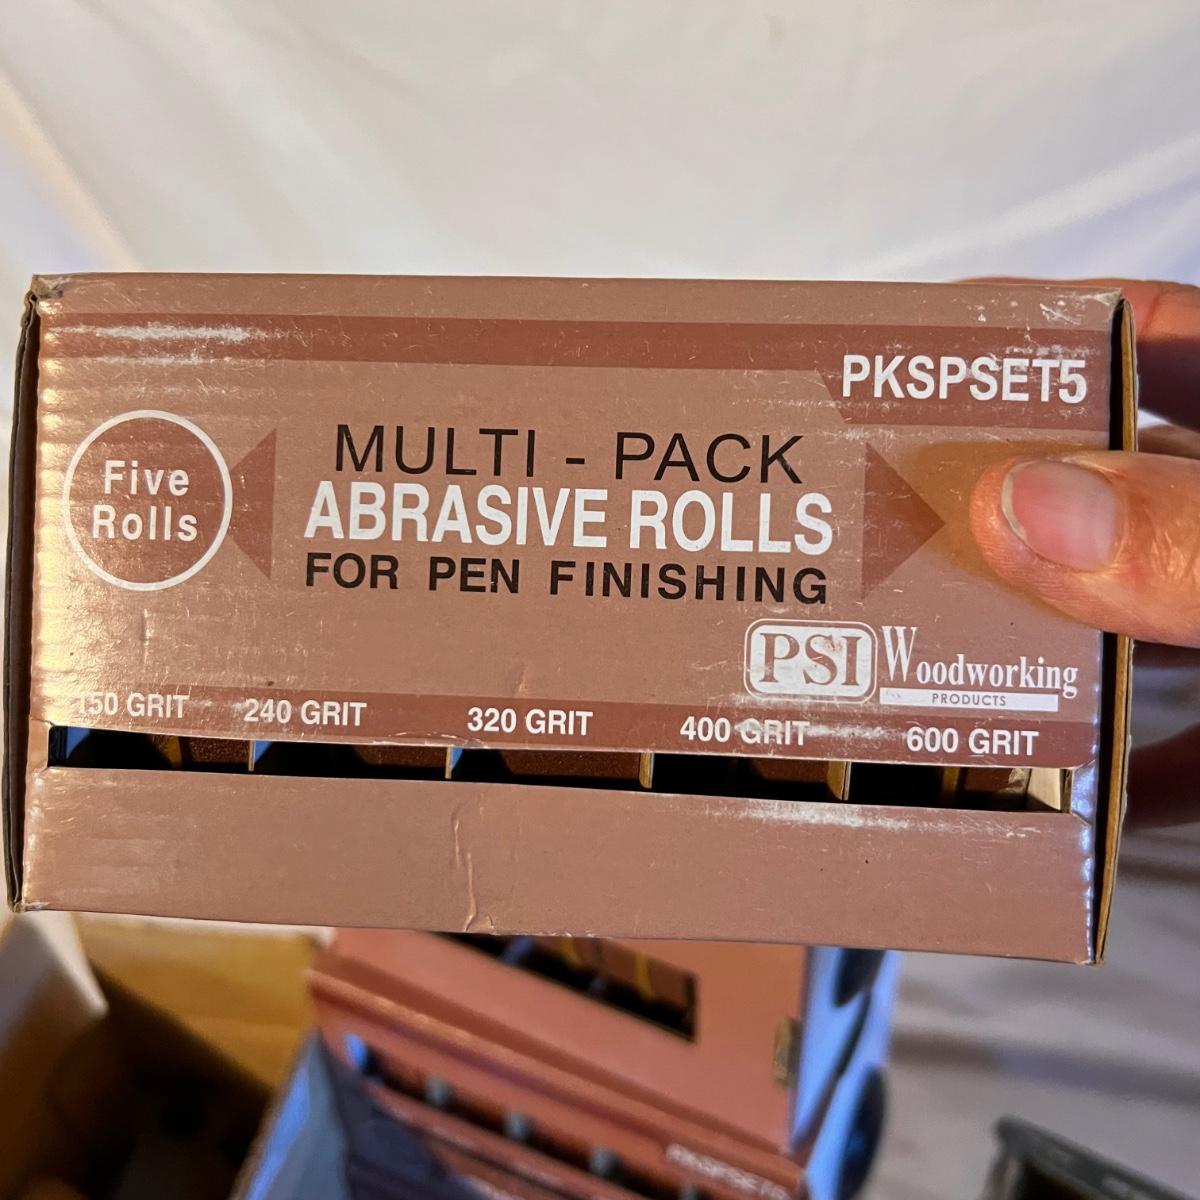 PKSPSET5
Five
Rolls
MULTI - PACK
ABRASIVE ROLLS
FOR PEN FINISHING
PSI Woodworking
PRODUCTS
150 GRIT 240 GRIT 320 GRIT 400 GRIT 600 GRIT
PKSPSET5